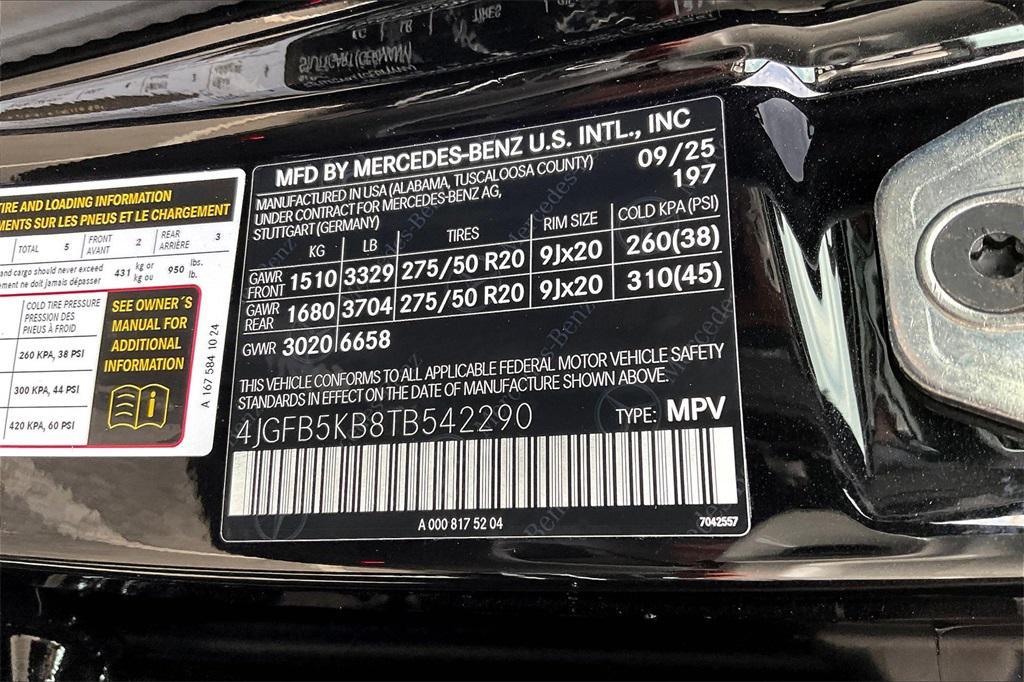 TIRE AND LOADING INFORMATION
EMENTS SUR LES PNEUS ET LE CHARGEMENT
TOTAL 5 FRONT 2 REAR 3
AVANT ARRIÈRE
and cargo should never exceed 431 kg or 950 lbs.
ment ne doit jamais dépasser kg ou lb.
COLD TIRE PRESSURE
PRESSION DES
PNEUS À FROID
260 KPA, 38 PSI
300 KPA, 44 PSI
420 KPA, 60 PSI
SEE OWNER´S
MANUAL FOR
ADDITIONAL
INFORMATION
i
A 167 584 10 24
MFD BY MERCEDES-BENZ U.S. INTL., INC
MANUFACTURED IN USA (ALABAMA, TUSCALOOSA COUNTY) 09/25
UNDER CONTRACT FOR MERCEDES-BENZ AG, 197
STUTTGART (GERMANY)
KG LB TIRES RIM SIZE COLD KPA (PSI)
GAWR FRONT 1510 3329 275/50 R20 9Jx20 260(38)
GAWR REAR 1680 3704 275/50 R20 9Jx20 310(45)
GVWR 3020 6658
THIS VEHICLE CONFORMS TO ALL APPLICABLE FEDERAL MOTOR VEHICLE SAFETY
STANDARDS IN EFFECT ON THE DATE OF MANUFACTURE SHOWN ABOVE.
4JGFB5KB8TB542290 TYPE: MPV
A 000 817 52 04 7042557